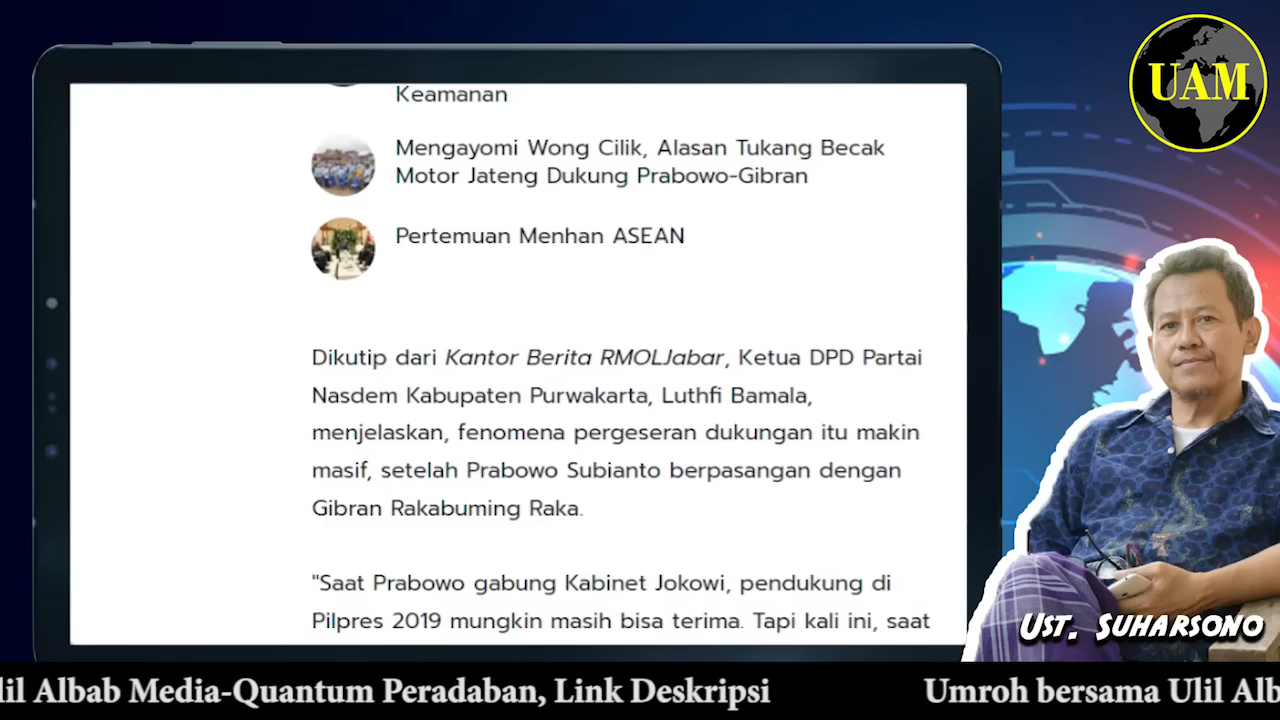 UAM
Keamanan
Mengayomi Wong Cilik, Alasan Tukang Becak
Motor Jateng Dukung Prabowo-Gibran
Pertemuan Menhan ASEAN
Dikutip dari Kantor Berita RMOLJabar, Ketua DPD Partai
Nasdem Kabupaten Purwakarta, Luthfi Bamala,
menjelaskan, fenomena pergeseran dukungan itu makin
masif, setelah Prabowo Subianto berpasangan dengan
Gibran Rakabuming Raka.
"Saat Prabowo gabung Kabinet Jokowi, pendukung di
Pilpres 2019 mungkin masih bisa terima. Tapi kali ini, saat
UST. SUHARSONO
lil Albab Media-Quantum Peradaban, Link Deskripsi
Umroh bersama Ulil Alb